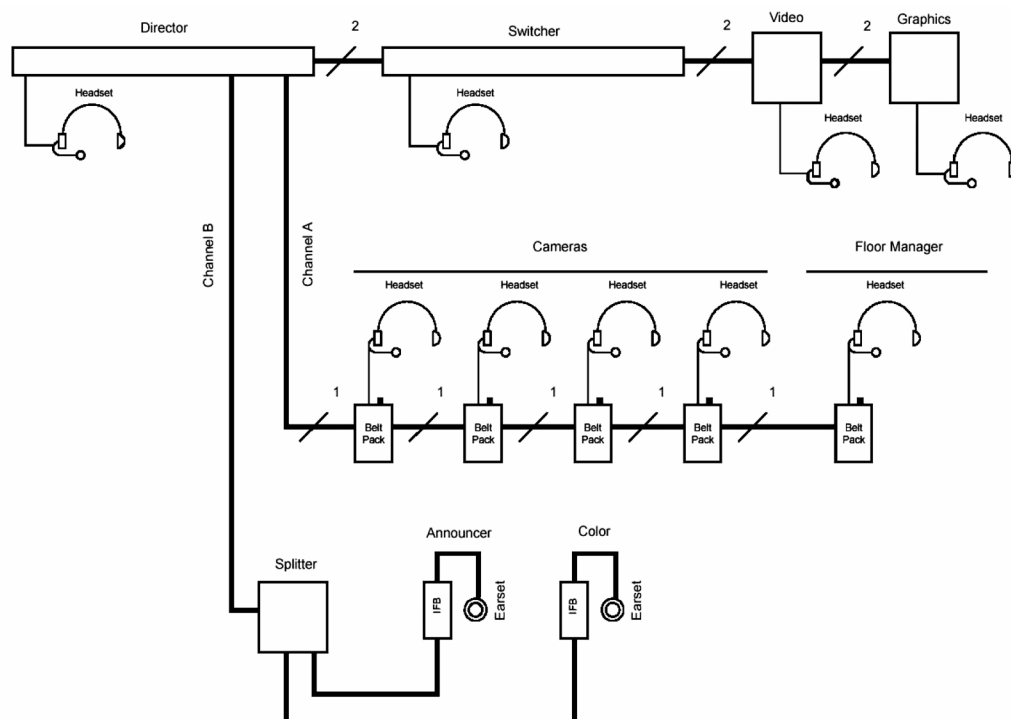 Director
2
Switcher
2
Video
2
Graphics
Headset
Headset
Headset
Headset
Channel B
Channel A
Cameras
Floor Manager
Headset
Headset
Headset
Headset
Headset
1
1
1
1
1
Belt
Pack
Belt
Pack
Belt
Pack
Belt
Pack
Belt
Pack
Splitter
Announcer
Color
IFB
Earset
IFB
Earset